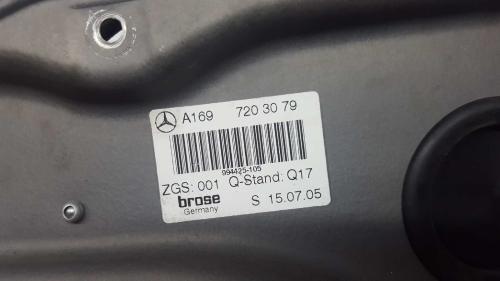 A169 720 30 79
994425-105
ZGS: 001 Q-Stand: Q17
brose
Germany
S 15.07.05